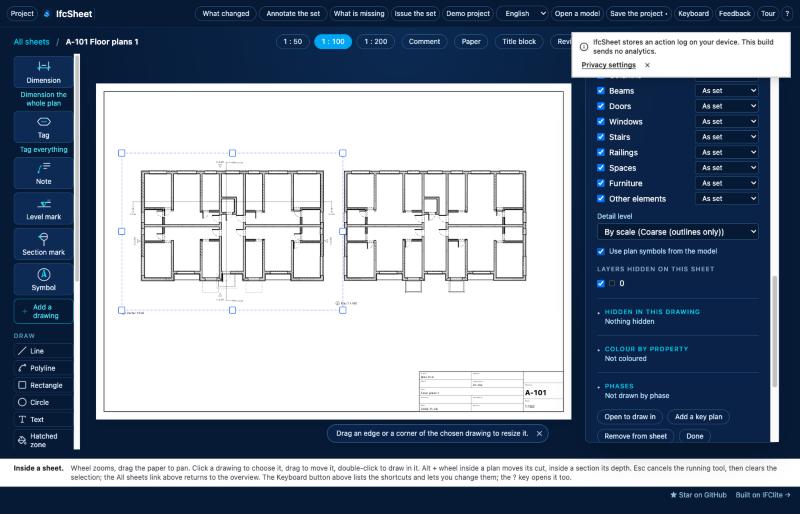 Project
IfcSheet
What changed
Annotate the set
What is missing
Issue the set
Demo project
English
Open a model
Save the project
Keyboard
Feedback
Tour
?
All sheets / A-101 Floor plans 1
1 : 50
1 : 100
1 : 200
Comment
Paper
Title block
IfcSheet stores an action log on your device. This build
sends no analytics.
Privacy settings ×
Dimension
Dimension the
whole plan
Tag
Tag everything
Note
Level mark
Section mark
Symbol
+ Add a
drawing
DRAW
Line
Polyline
Rectangle
Circle
Text
Hatched
zone
A-101
1:100
Drag an edge or a corner of the chosen drawing to resize it. ×
Beams As set
Doors As set
Windows As set
Stairs As set
Railings As set
Spaces As set
Furniture As set
Other elements As set
Detail level
By scale (Coarse (outlines only))
Use plan symbols from the model
LAYERS HIDDEN ON THIS SHEET
0
HIDDEN IN THIS DRAWING
Nothing hidden
COLOUR BY PROPERTY
Not coloured
PHASES
Not drawn by phase
Open to draw in
Add a key plan
Remove from sheet
Done
Inside a sheet. Wheel zooms, drag the paper to pan. Click a drawing to choose it, drag to move it, double-click to draw in it. Alt + wheel inside a plan moves its cut, inside a section its depth. Esc cancels the running tool, then clears the
selection; the All sheets link above returns to the overview. The Keyboard button above lists the shortcuts and lets you change them; the ? key opens it too.
★ Star on GitHub
Built on IFClite →